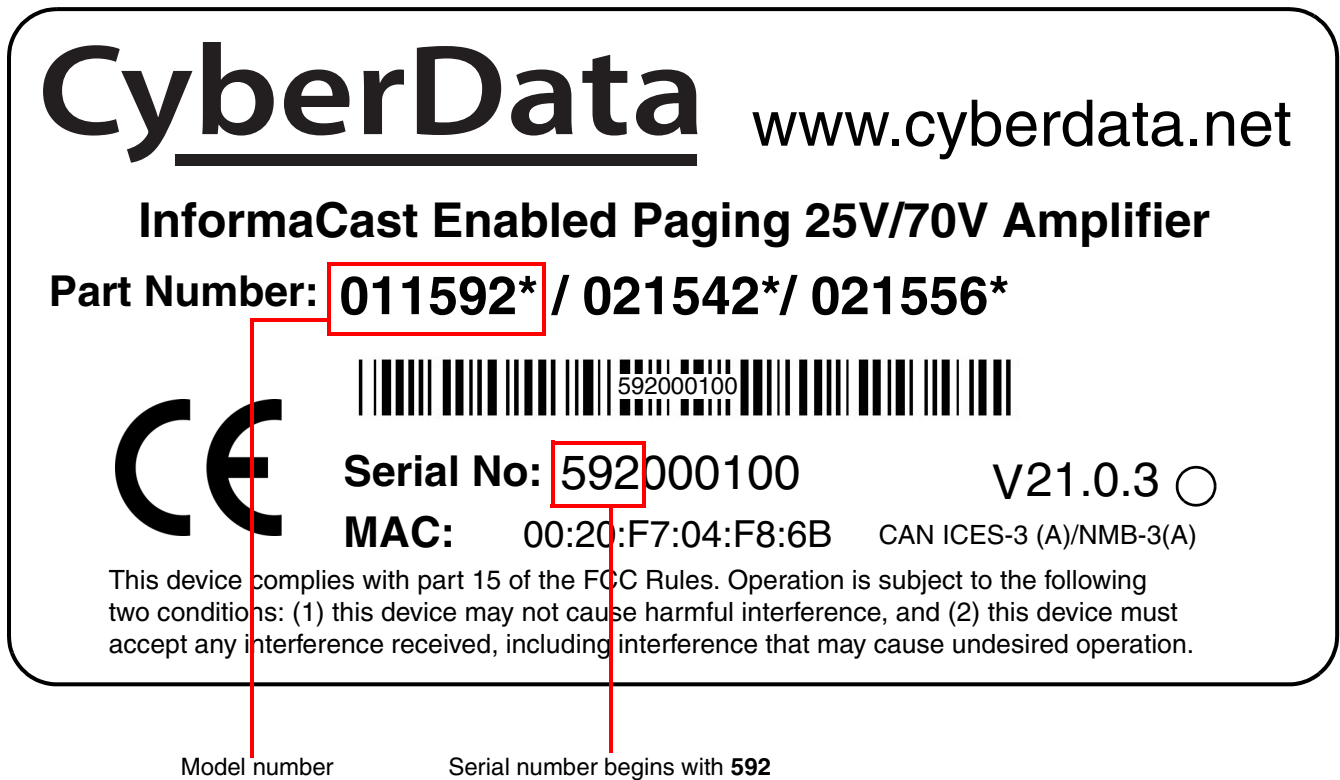 CyberData www.cyberdata.net
InformaCast Enabled Paging 25V/70V Amplifier
Part Number: 011592* / 021542*/ 021556*
592000100
CE
Serial No: 592000100 V21.0.3
MAC: 00:20:F7:04:F8:6B CAN ICES-3 (A)/NMB-3(A)
This device complies with part 15 of the FCC Rules. Operation is subject to the following
two conditions: (1) this device may not cause harmful interference, and (2) this device must
accept any interference received, including interference that may cause undesired operation.
Model number Serial number begins with 592